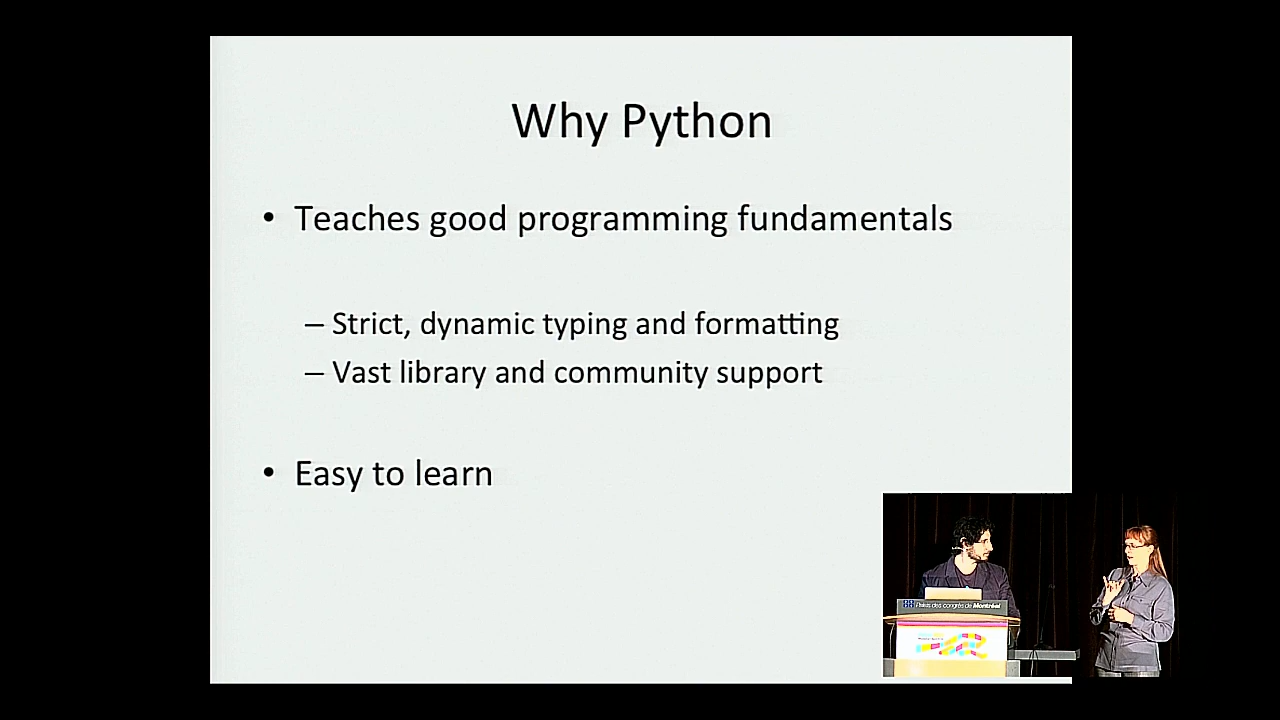 Why Python
• Teaches good programming fundamentals
– Strict, dynamic typing and formatting
– Vast library and community support
• Easy to learn
Palais des congrès de Montréal